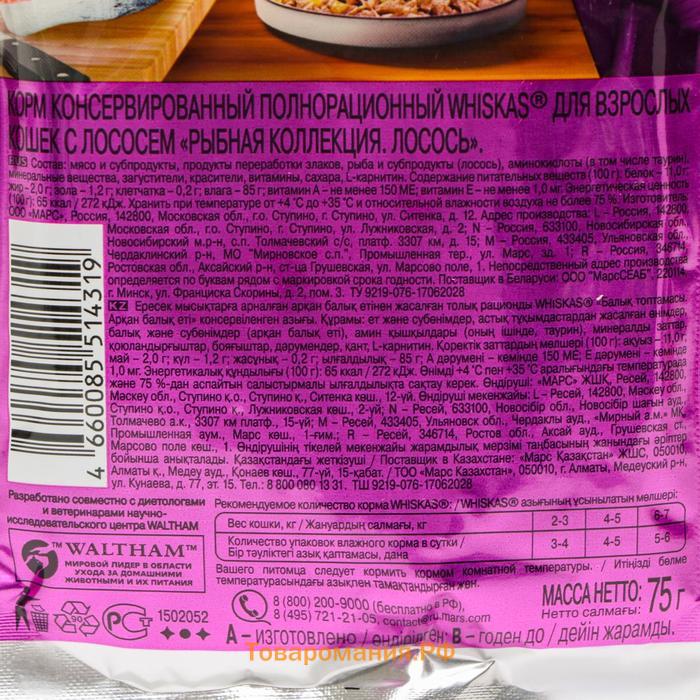 КОРМ КОНСЕРВИРОВАННЫЙ ПОЛНОРАЦИОННЫЙ WHISKAS® ДЛЯ ВЗРОСЛЫХ
КОШЕК С ЛОСОСЕМ «РЫБНАЯ КОЛЛЕКЦИЯ. ЛОСОСЬ».
RUS Состав: мясо и субпродукты, продукты переработки злаков, рыба и субпродукты (лосось), аминокислоты (в том числе таурин),
минеральные вещества, загустители, красители, витамины, сахара, L-карнитин. Содержание питательных веществ (100 г): белок – 11,0 г;
жир - 2,0 г; зола – 1,2 г; клетчатка – 0,2 г; влага – 85 г; витамин А – не менее 150 МЕ; витамин Е – не менее 1,0 мг. Энергетическая ценность
(100 г): 65 ккал / 272 кДж. Хранить при температуре от +4 °C до +35 °C и относительной влажности воздуха не более 75 %. Изготовитель:
ООО «МАРС», Россия, 142800, Московская обл., г.о. Ступино, г. Ступино, ул. Ситенка, д. 12. Адрес производства: L – Россия, 142800,
Московская обл., г.о. Ступино, г. Ступино, ул. Лужниковская, д. 2; N – Россия, 633100, Новосибирская обл.,
Новосибирский м.р-н, с.п. Толмачевский с/с, платф. 3307 км, д. 15; М – Россия, 433405, Ульяновская обл.,
Чердаклинский р-н, МО "Мирновское с.п.", Промышленная тер., ул. Марс, зд. 1; R – Россия, 346714,
Ростовская обл., Аксайский р-н, ст-ца Грушевская, ул. Марсово поле, 1. Непосредственный адрес производства
определяется по буквам рядом с маркировкой срока годности. Поставщик в Беларуси: ООО "МарсСЕАБ", 220114,
г. Минск, ул. Франциска Скорины, д. 2, пом. 3. ТУ 9219-076-17062028
KZ Ересек мысықтарға арналған арқан балық етінен жасалған толық рационды WHISKAS® «Балық топтамасы.
Арқан балық еті» консервіленген азығы. Құрамы: ет және субөнімдер, астық тұқымдастардан жасалған өнімдер,
балық және субөнімдер (арқан балық еті), амин қышқылдары (оның ішінде, таурин), минералды заттар,
қоюландырғыштар, бояғыштар, дәрумендер, қант, L-карнитин. Қоректік заттардың мөлшері (100 г): ақуыз – 11,0 г;
май – 2,0 г; күл – 1,2 г; жасұнық - 0,2 г; ылғалдылық – 85 г; А дәрумені – кемінде 150 МЕ; Е дәрумені – кемінде
1,0 мг. Энергетикалық құндылығы (100 г): 65 ккал / 272 кДж. Өнімді +4 °C пен +35 °C аралығындағы температурада
және 75 %-дан аспайтын салыстырмалы ылғалдылықта сақтау керек. Өндіруші: «МАРС» ЖШҚ, Ресей, 142800,
Мәскеу обл., Ступино қ.о., Ступино қ., Ситенка көш., 12-үй. Өндіруші мекенжайы: L – Ресей, 142800, Мәскеу обл.,
Ступино қ.о., Ступино қ., Лужниковская көш., 2-үй; N – Ресей, 633100, Новосібір обл., Новосібір шағын ауд.,
Толмачево а.к., 3307 км платф., 15-үй; М – Ресей, 433405, Ульяновск обл., Чердаклы ауд., «Мирный а.м.» МҚ,
Промышленная аум., Марс көш., 1-ғим.; R – Ресей, 346714, Ростов обл., Аксай ауд., Грушевская ст.,
Марсово поле көш., 1. Өндірушінің тікелей мекенжайы жарамдылық мерзімі таңбасының жанындағы әріптер
бойынша анықталады. Қазақстандағы жеткізуші / Поставщик в Казахстане: «Марс Қазақстан» ЖШС, 050010,
Алматы қ., Медеу ауд., Қонаев көш., 77-үй, 15-қабат. / ТОО "Марс Казахстан", 050010, г. Алматы, Медеуский р-н,
ул. Кунаева, д. 77, эт. 15. Тел.: 8 800 080 13 31. ТШ 9219-076-17062028
4 660085 514319
Разработано совместно с диетологами
и ветеринарами научно-
исследовательского центра WALTHAM
™ WALTHAM™
МИРОВОЙ ЛИДЕР В ОБЛАСТИ
УХОДА ЗА ДОМАШНИМИ
ЖИВОТНЫМИ И ИХ ПИТАНИЯ
Рекомендуемое количество корма WHISKAS®: / WHISKAS® азығының ұсынылатын мөлшері:
Вес кошки, кг / Жануардың салмағы, кг 2-3 4-5 6-7
Количество упаковок влажного корма в сутки / 3-4 4-5 5-6
Бір тәуліктегі азық қаптамасы, дана
Вашего питомца следует кормить кормом комнатной температуры. / Итіңізді бөлме
температурасындағы азықпен тамақтандырған жөн.
90
РСТ
1502052
8 (800) 200-9000 (бесплатно в РФ),
8 (495) 721-21-05, contact@ru.mars.com
МАССА НЕТТО: 75 г
Нетто салмағы:
А – ИЗГОТОВЛЕНО / өндірілген: В – годен до / дейін жарамды.
Товаромания.РФ